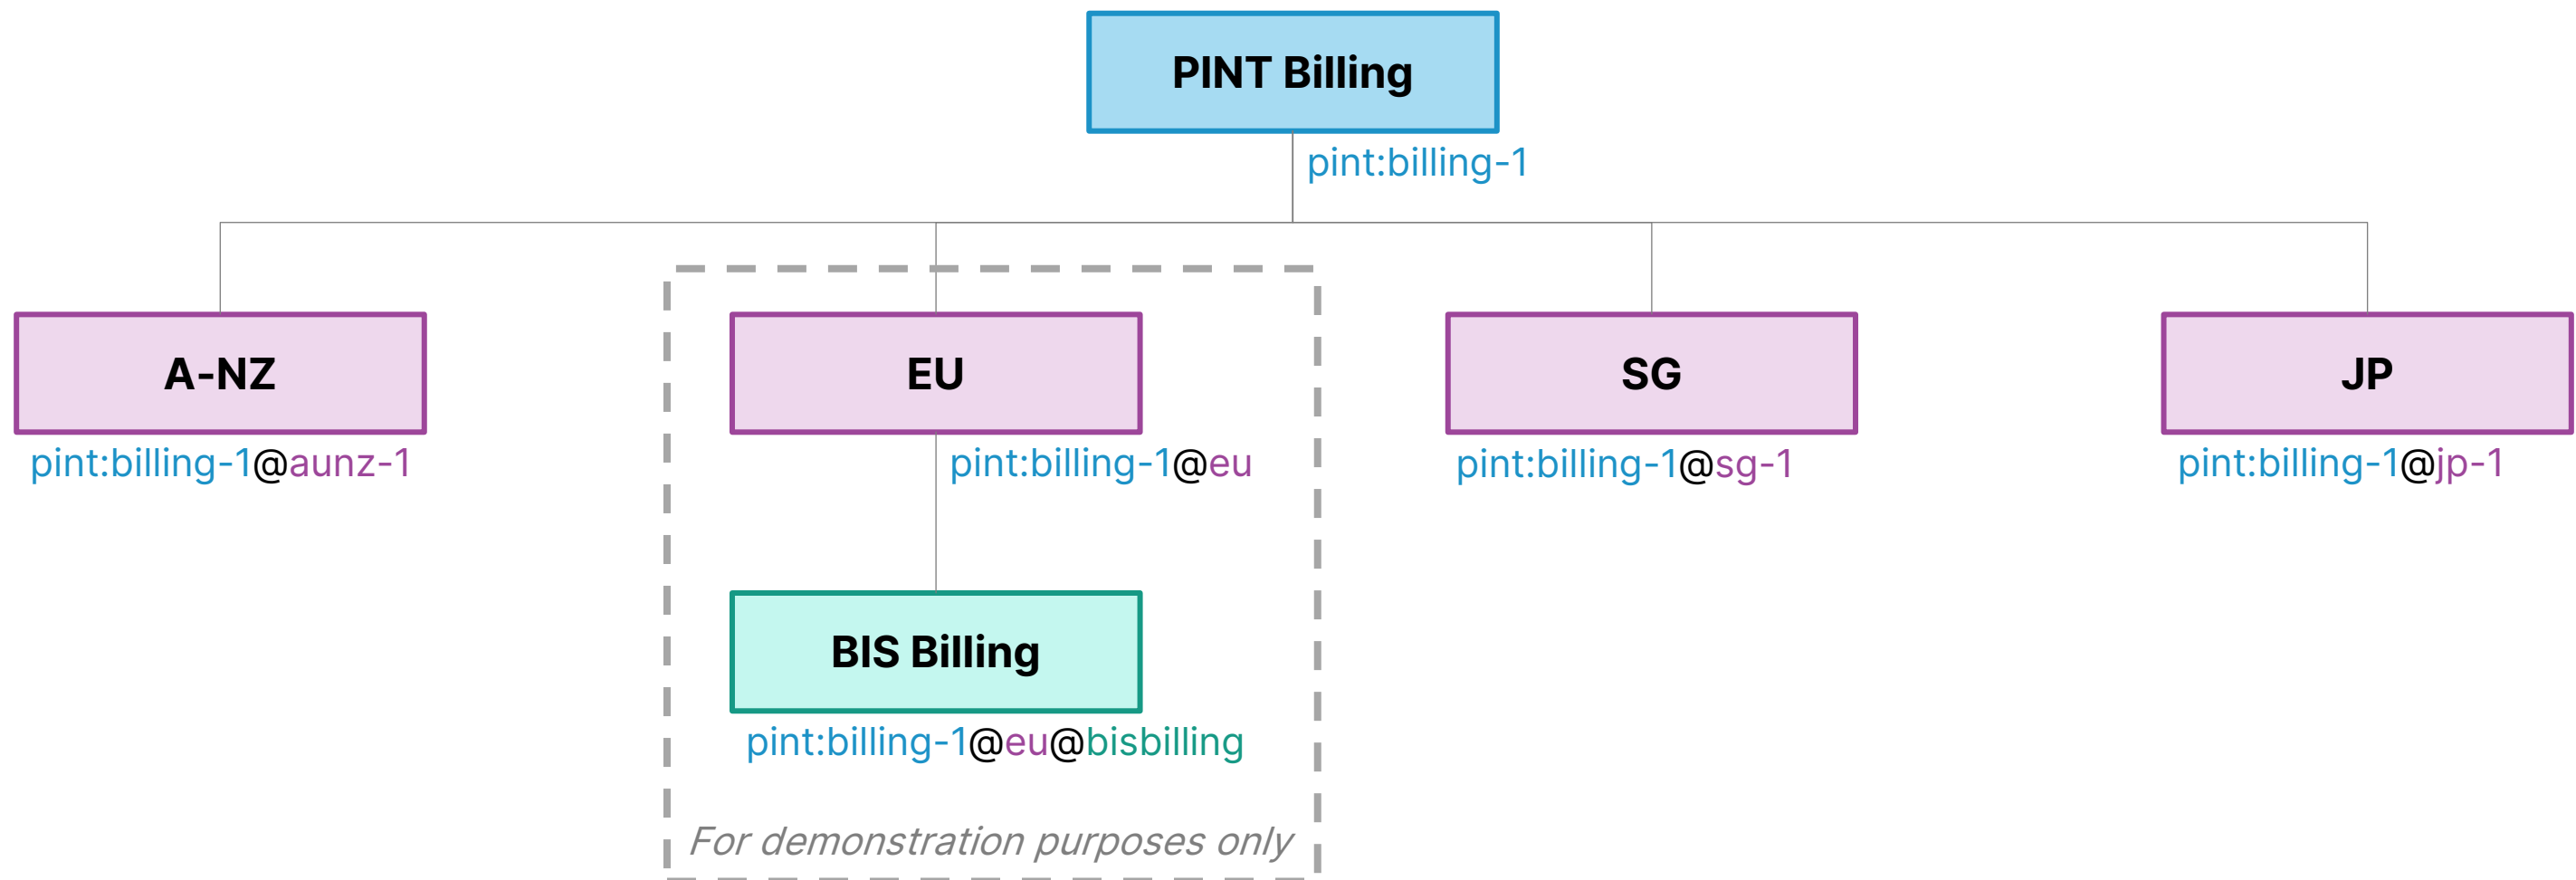 PINT Billing
pint:billing-1
A-NZ
EU
SG
JP
pint:billing-1@aunz-1
pint:billing-1@eu
pint:billing-1@sg-1
pint:billing-1@jp-1
BIS Billing
pint:billing-1@eu@bisbilling
For demonstration purposes only